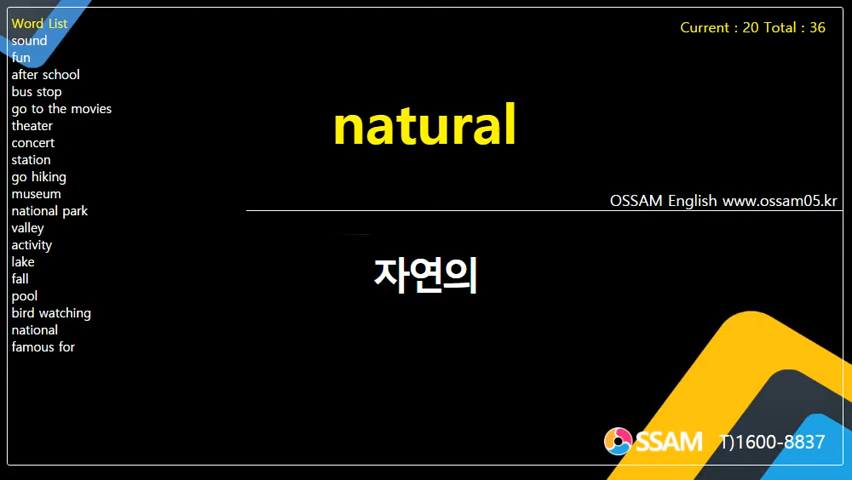 Word List
sound
fun
after school
bus stop
go to the movies
theater
concert
station
go hiking
museum
national park
valley
activity
lake
fall
pool
bird watching
national
famous for
Current : 20 Total : 36
natural
OSSAM English www.ossam05.kr
자연의
OSSAM T)1600-8837